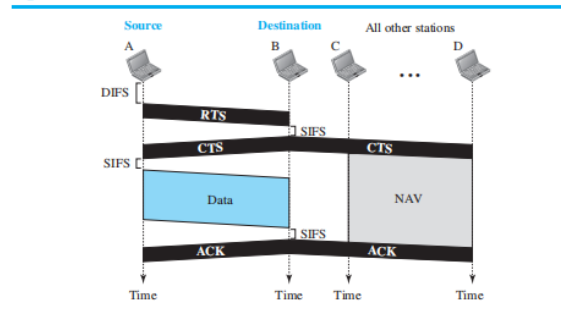 Source Destination All other stations
A B C D
DIFS
RTS
SIFS
CTS CTS
SIFS
Data NAV
SIFS
ACK ACK
Time Time Time Time